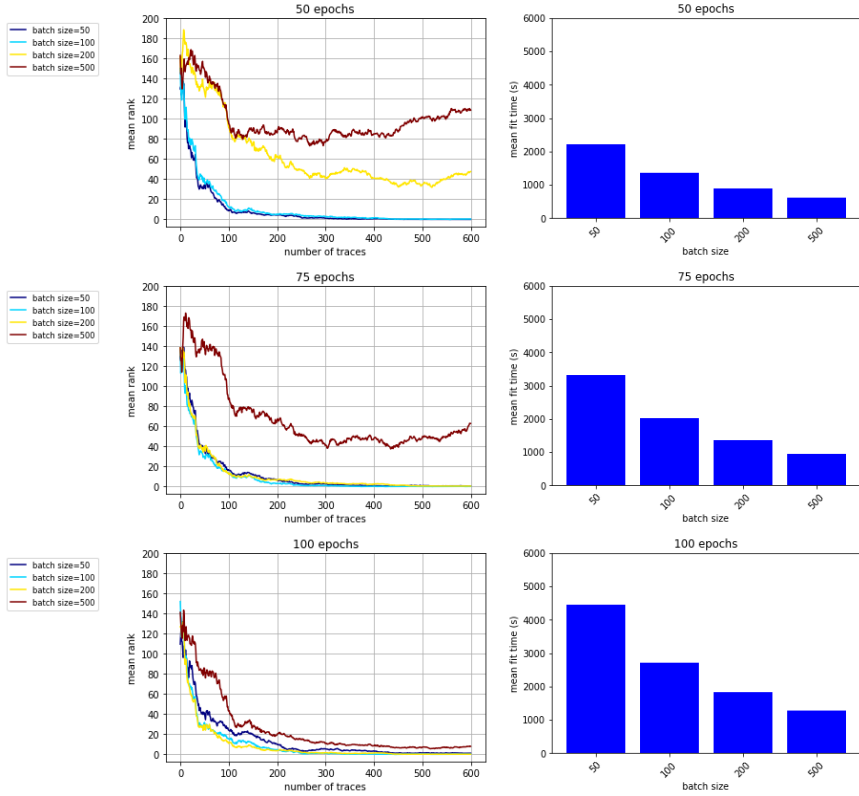 50 epochs
batch size=50
batch size=100
batch size=200
batch size=500
mean rank
200
180
160
140
120
100
80
60
40
20
0
0 100 200 300 400 500 600
number of traces
50 epochs
mean fit time (s)
6000
5000
4000
3000
2000
1000
0
50 100 200 500
batch size
75 epochs
batch size=50
batch size=100
batch size=200
batch size=500
mean rank
200
180
160
140
120
100
80
60
40
20
0
0 100 200 300 400 500 600
number of traces
75 epochs
mean fit time (s)
6000
5000
4000
3000
2000
1000
0
50 100 200 500
batch size
100 epochs
batch size=50
batch size=100
batch size=200
batch size=500
mean rank
200
180
160
140
120
100
80
60
40
20
0
0 100 200 300 400 500 600
number of traces
100 epochs
mean fit time (s)
6000
5000
4000
3000
2000
1000
0
50 100 200 500
batch size